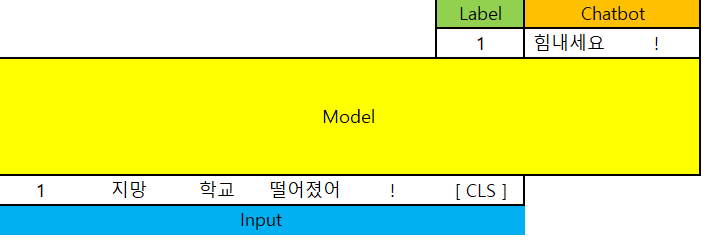 Label Chatbot
1 힘내세요 !
Model
1 지망 학교 떨어졌어 ! [ CLS ]
Input